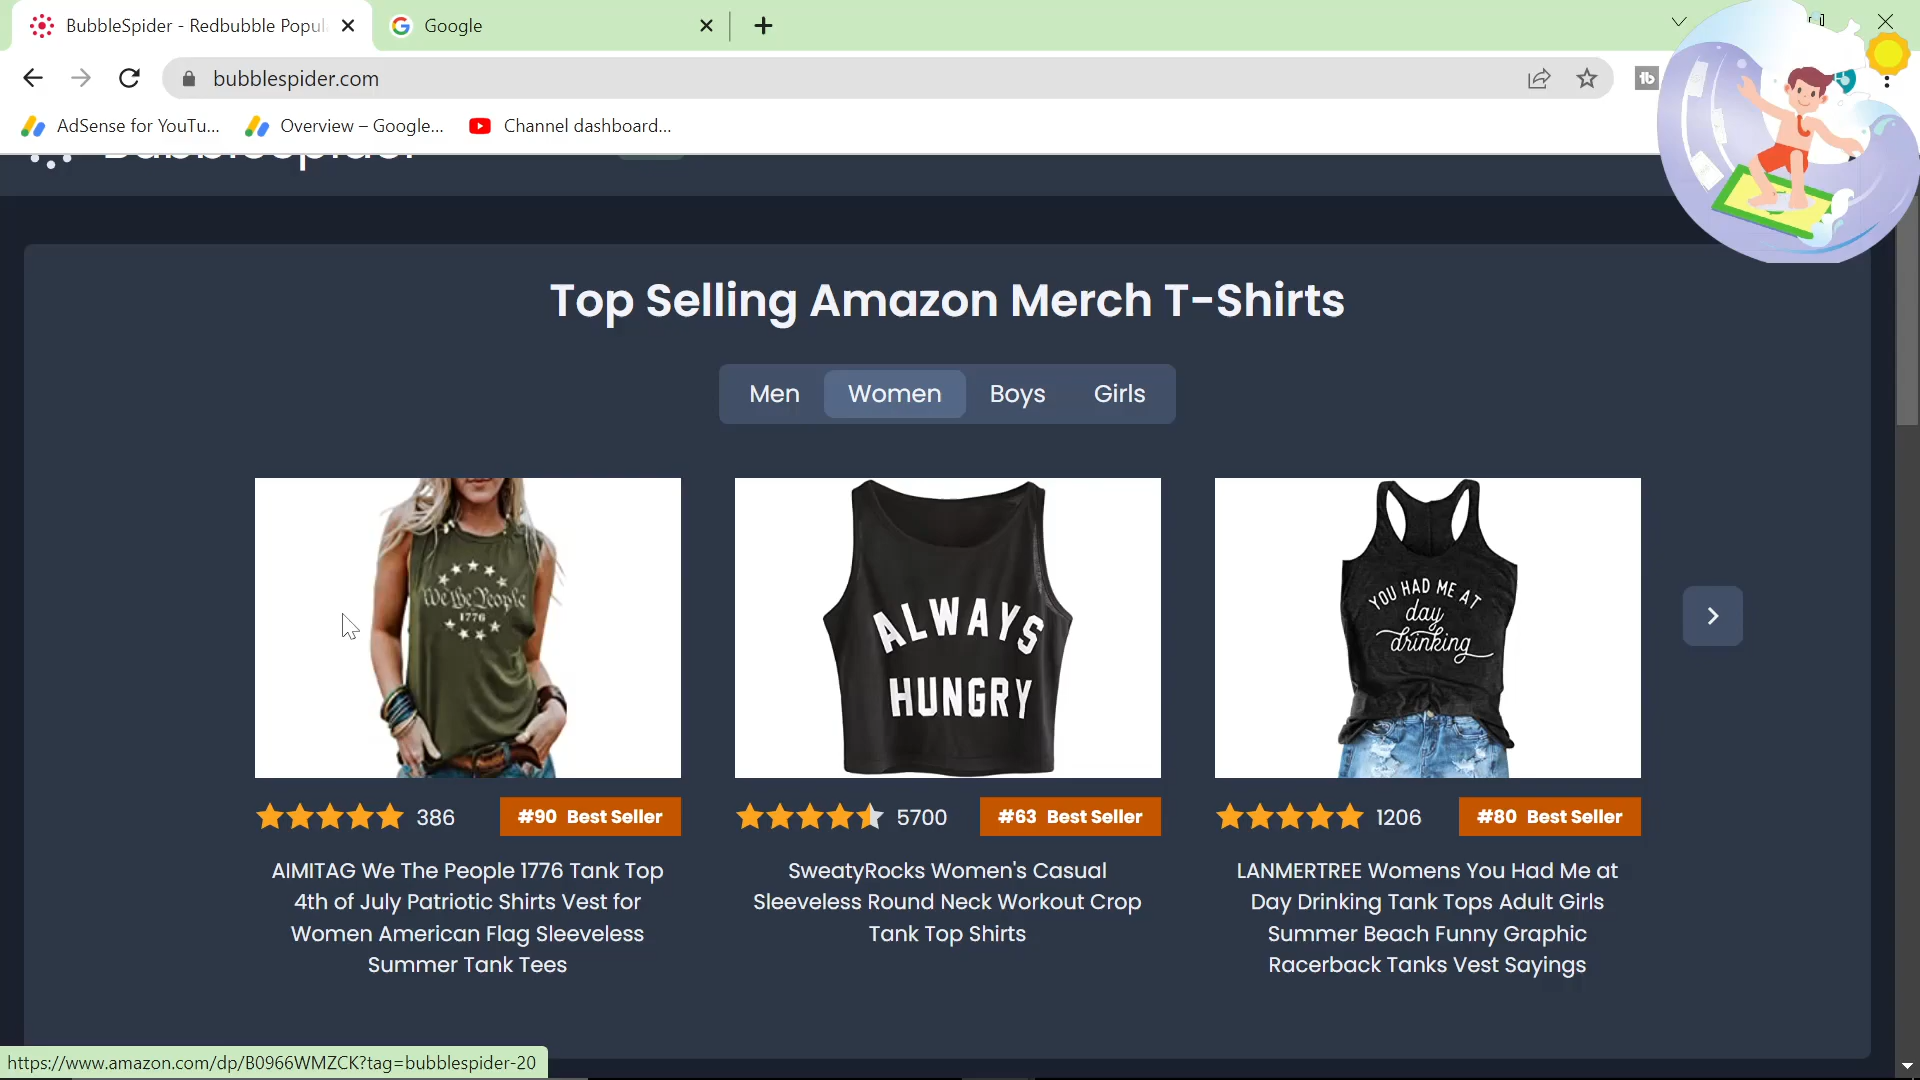 BubbleSpider - Redbubble Popul
Google
bubblespider.com
AdSense for YouTu...
Overview – Google...
Channel dashboard...
BubbleSpider
Top Selling Amazon Merch T-Shirts
Men
Women
Boys
Girls
We the People
1776
ALWAYS
HUNGRY
YOU HAD ME AT
day
drinking
386
#90 Best Seller
5700
#63 Best Seller
1206
#80 Best Seller
AIMITAG We The People 1776 Tank Top
4th of July Patriotic Shirts Vest for
Women American Flag Sleeveless
Summer Tank Tees
SweatyRocks Women's Casual
Sleeveless Round Neck Workout Crop
Tank Top Shirts
LANMERTREE Womens You Had Me at
Day Drinking Tank Tops Adult Girls
Summer Beach Funny Graphic
Racerback Tanks Vest Sayings
https://www.amazon.com/dp/B0966WMZCK?tag=bubblespider-20